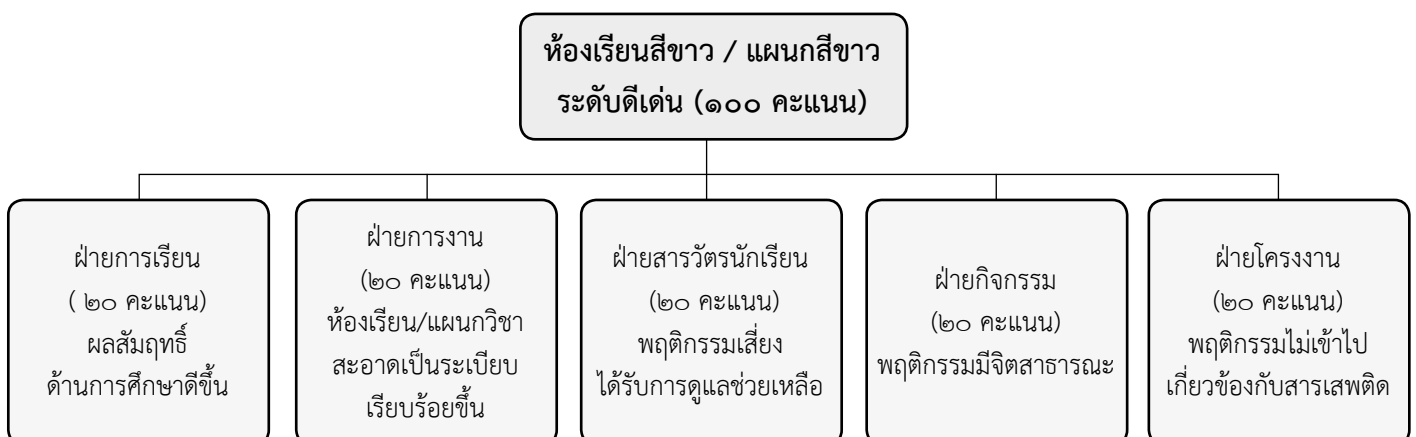 ห้องเรียนสีขาว / แผนกสีขาว
ระดับดีเด่น (๑๐๐ คะแนน)
ฝ่ายการเรียน
( ๒๐ คะแนน)
ผลสัมฤทธิ์
ด้านการศึกษาดีขึ้น
ฝ่ายการงาน
(๒๐ คะแนน)
ห้องเรียน/แผนกวิชา
สะอาดเป็นระเบียบ
เรียบร้อยขึ้น
ฝ่ายสารวัตรนักเรียน
(๒๐ คะแนน)
พฤติกรรมเสี่ยง
ได้รับการดูแลช่วยเหลือ
ฝ่ายกิจกรรม
(๒๐ คะแนน)
พฤติกรรมมีจิตสาธารณะ
ฝ่ายโครงงาน
(๒๐ คะแนน)
พฤติกรรมไม่เข้าไป
เกี่ยวข้องกับสารเสพติด